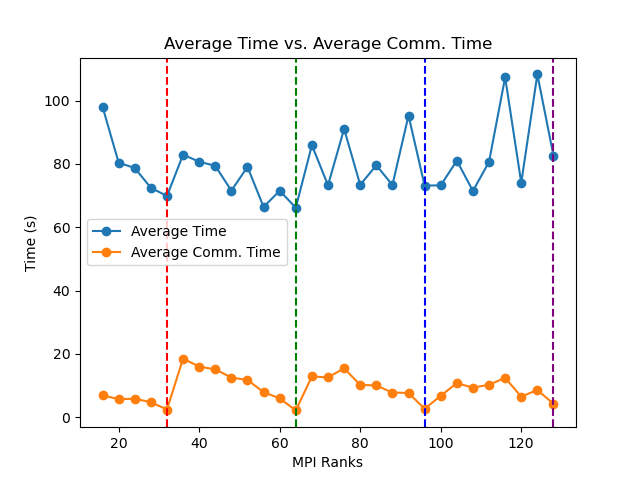 Average Time vs. Average Comm. Time
Time (s)
100
80
60
40
20
0
Average Time
Average Comm. Time
20 40 60 80 100 120
MPI Ranks